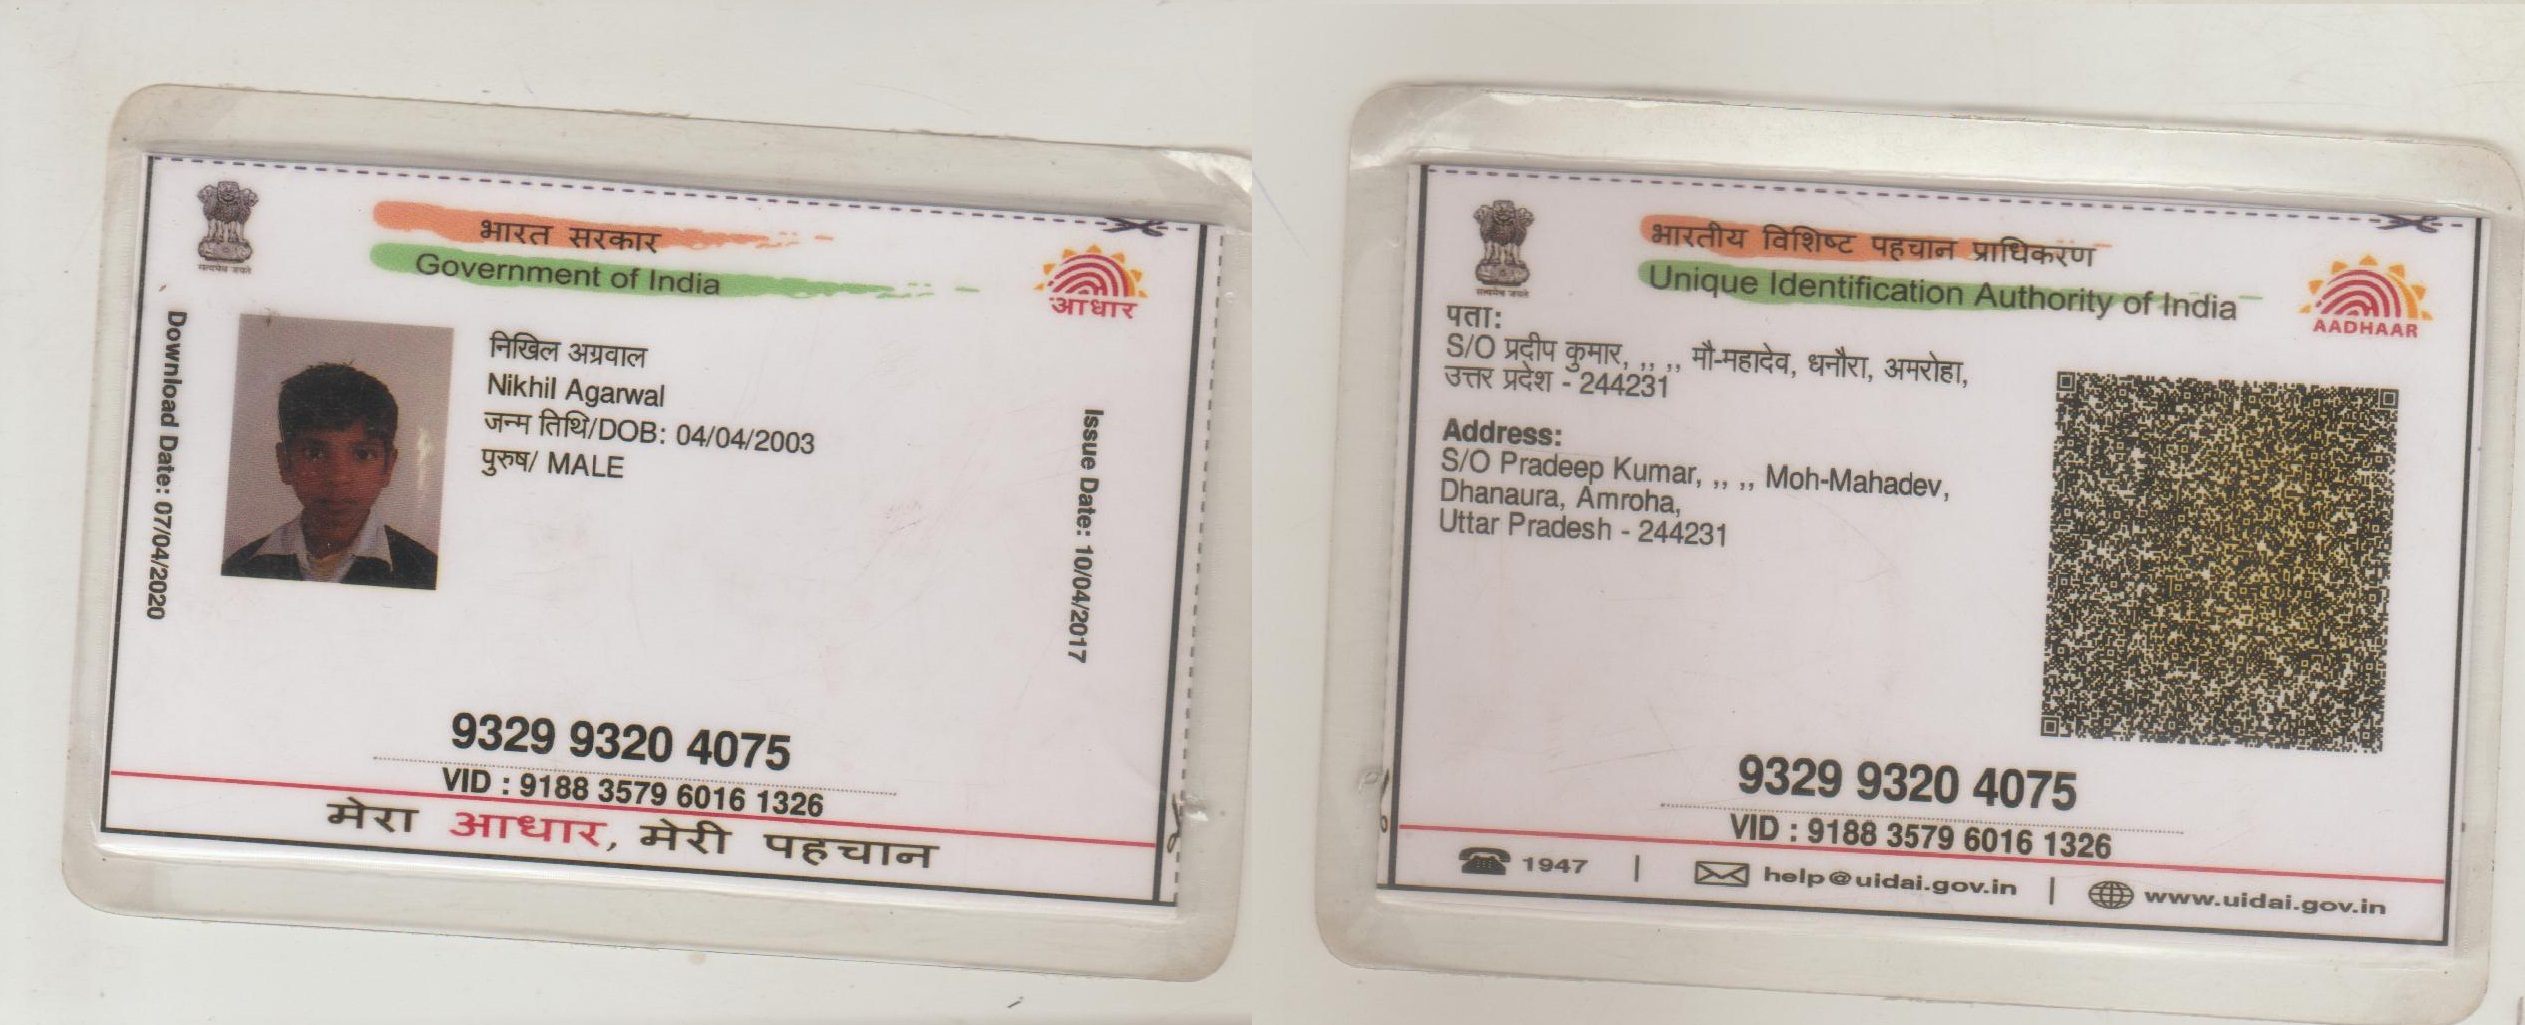 भारत सरकार
Government of India
आधार
Download Date: 07/04/2020
निखिल अग्रवाल
Nikhil Agarwal
जन्म तिथि/DOB: 04/04/2003
पुरुष/ MALE
Issue Date: 10/04/2017
9329 9320 4075
VID : 9188 3579 6016 1326
मेरा आधार, मेरी पहचान
भारतीय विशिष्ट पहचान प्राधिकरण
Unique Identification Authority of India
AADHAAR
पता:
S/O प्रदीप कुमार, ,, ,, मौ-महादेव, धनौरा, अमरोहा,
उत्तर प्रदेश - 244231
Address:
S/O Pradeep Kumar, ,, ,, Moh-Mahadev,
Dhanaura, Amroha,
Uttar Pradesh - 244231
9329 9320 4075
VID : 9188 3579 6016 1326
1947 | help@uidai.gov.in | www.uidai.gov.in